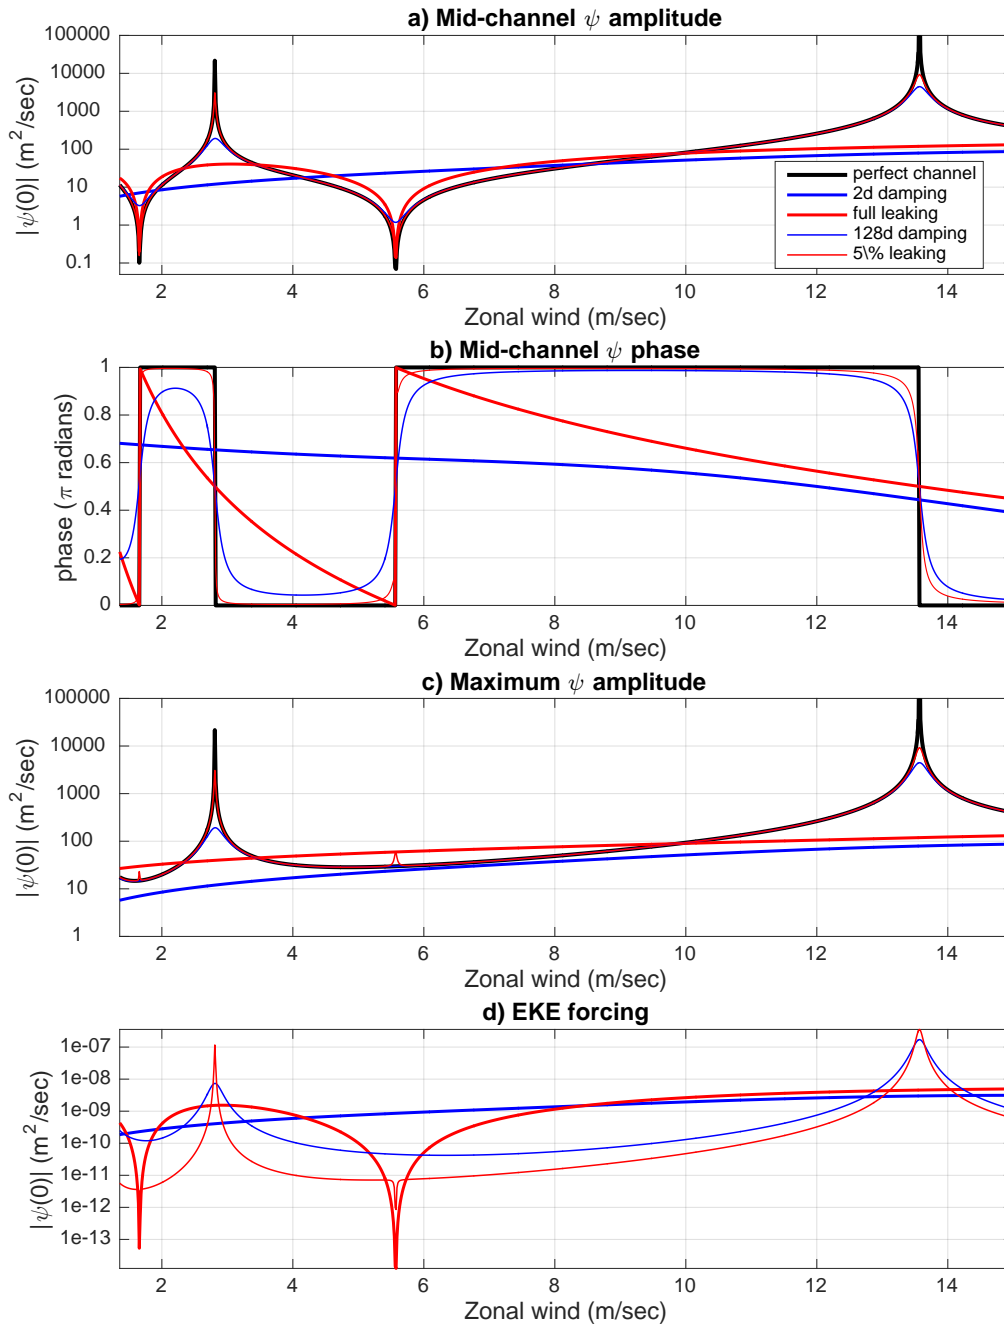 a) Mid-channel ψ amplitude
|ψ(0)| (m²/sec)
100000
10000
1000
100
10
1
0.1
perfect channel
2d damping
full leaking
128d damping
5\% leaking
2 4 6 8 10 12 14
Zonal wind (m/sec)
b) Mid-channel ψ phase
phase (π radians)
1
0.8
0.6
0.4
0.2
0
2 4 6 8 10 12 14
Zonal wind (m/sec)
c) Maximum ψ amplitude
|ψ(0)| (m²/sec)
100000
10000
1000
100
10
1
2 4 6 8 10 12 14
Zonal wind (m/sec)
d) EKE forcing
|ψ(0)| (m²/sec)
1e-07
1e-08
1e-09
1e-10
1e-11
1e-12
1e-13
2 4 6 8 10 12 14
Zonal wind (m/sec)